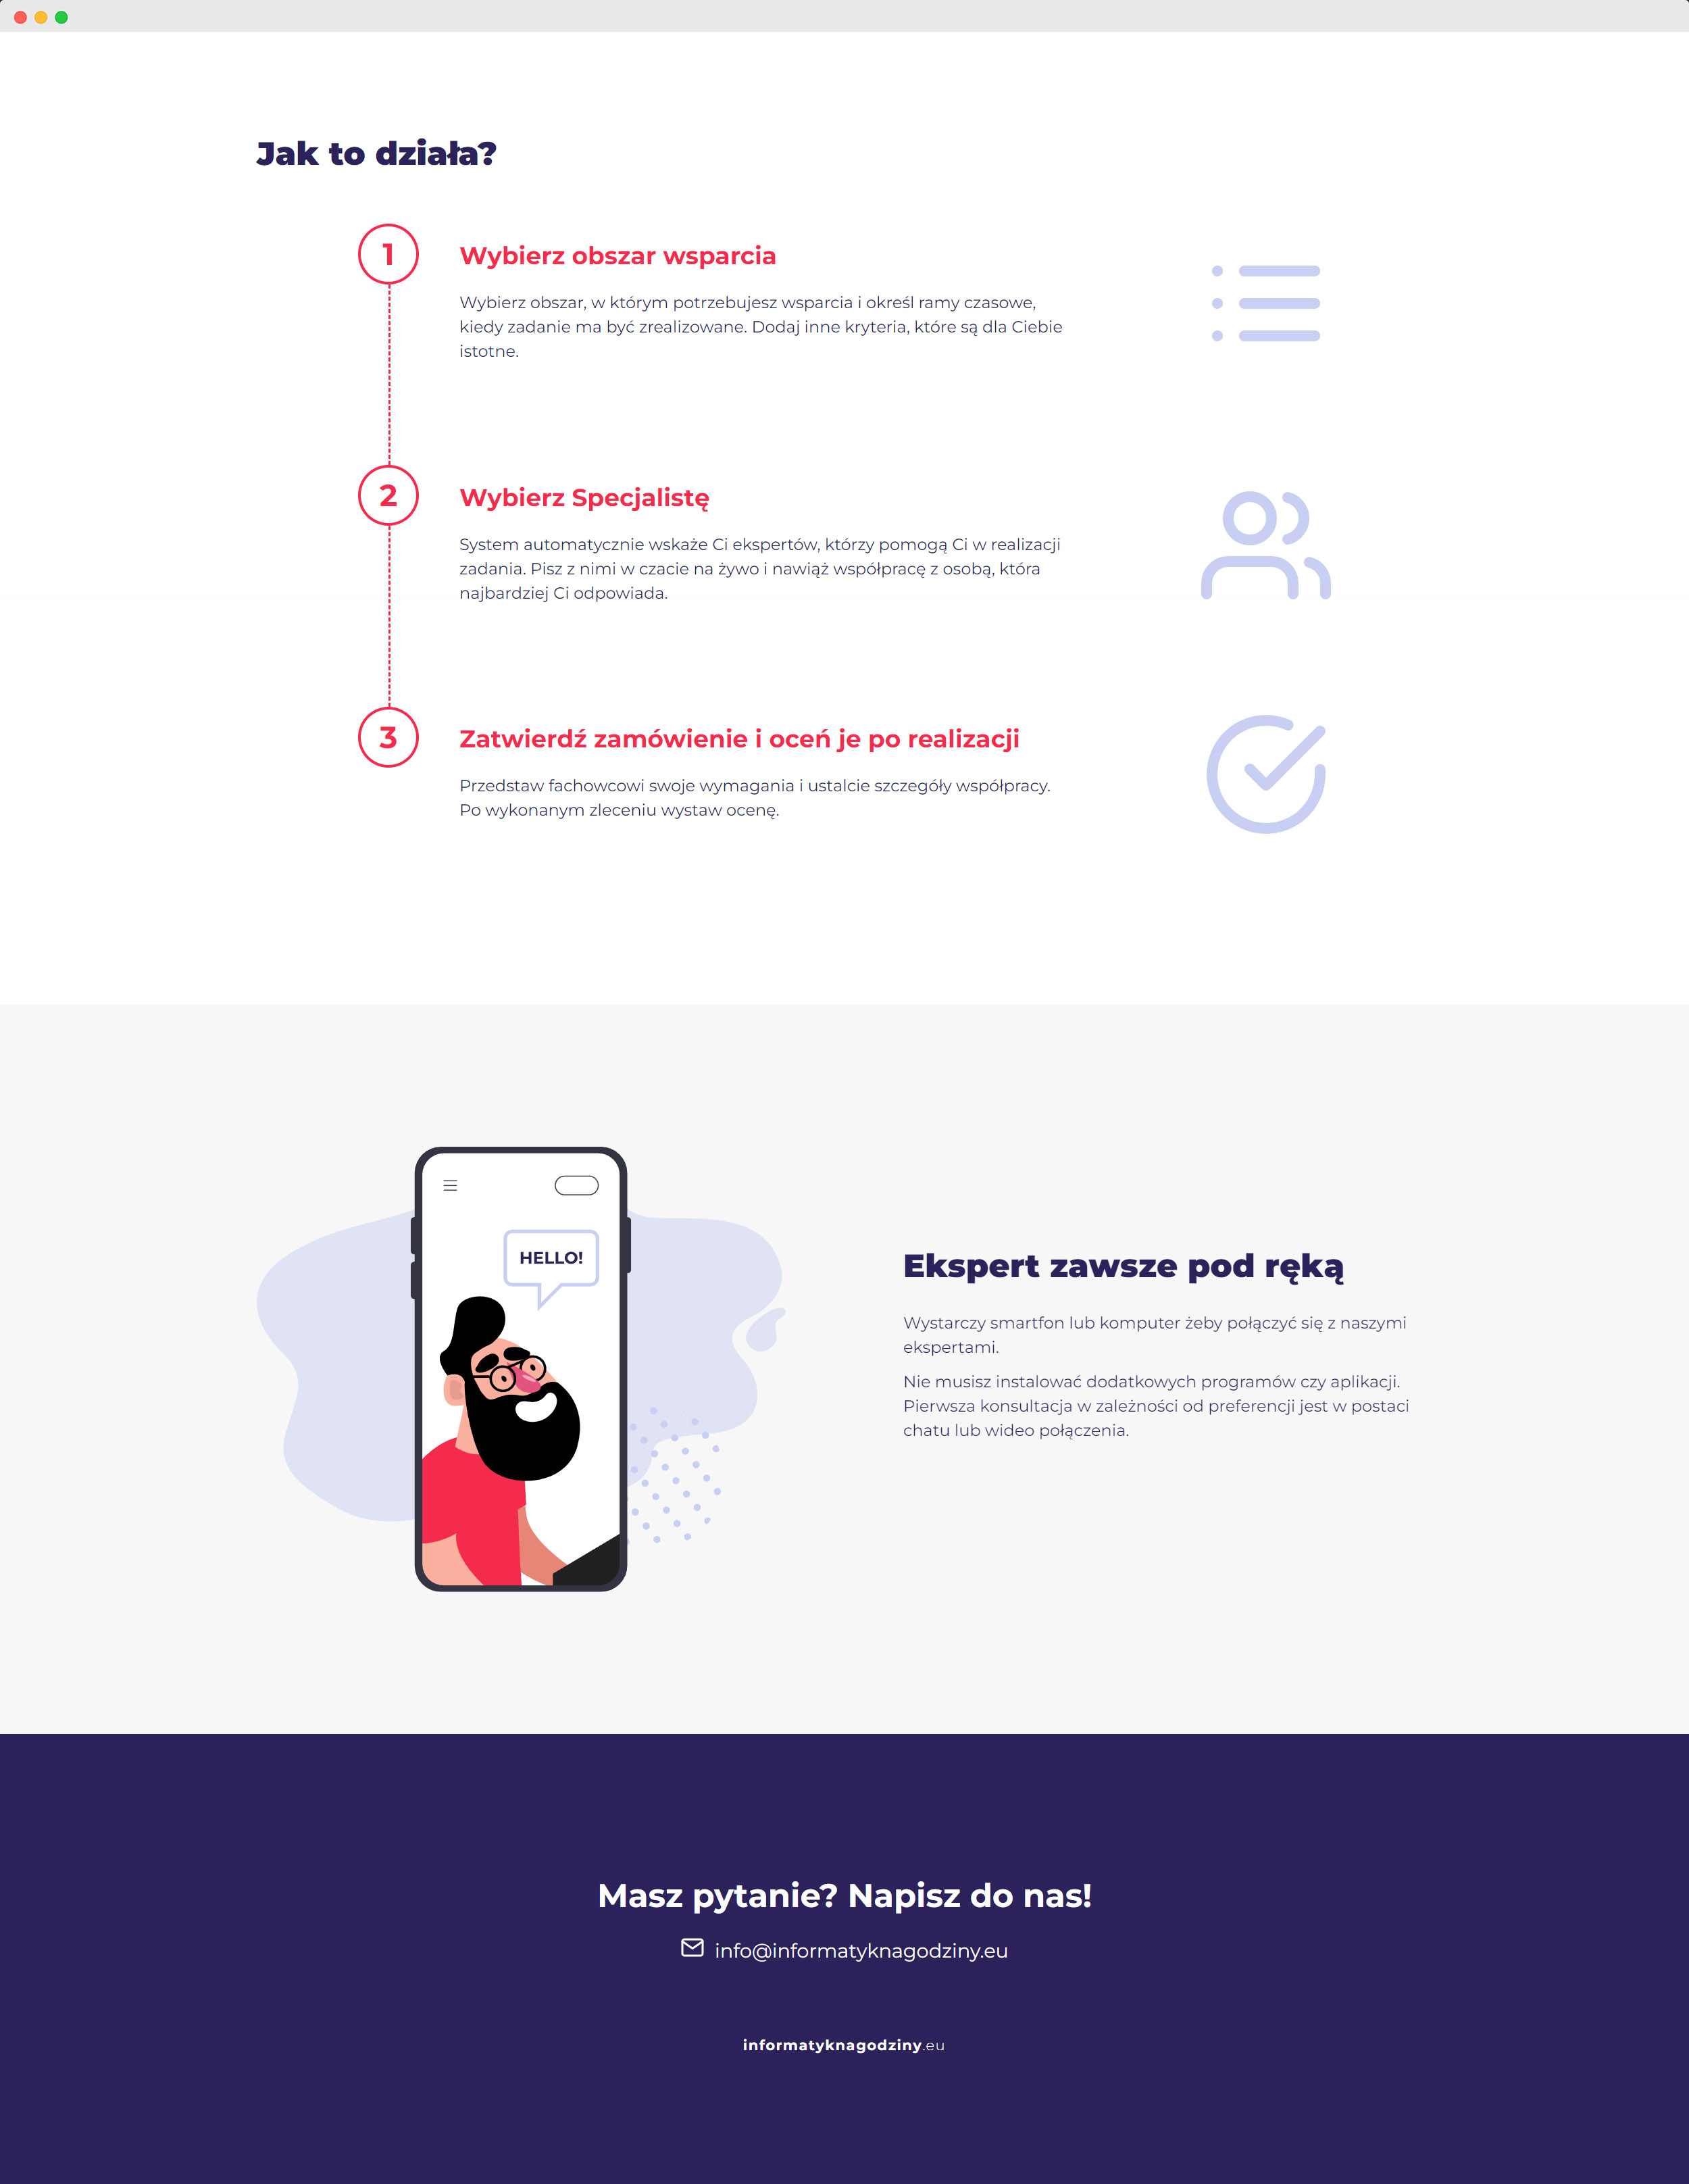 Jak to działa?
1
Wybierz obszar wsparcia
Wybierz obszar, w którym potrzebujesz wsparcia i określ ramy czasowe,
kiedy zadanie ma być zrealizowane. Dodaj inne kryteria, które są dla Ciebie
istotne.
2
Wybierz Specjalistę
System automatycznie wskaże Ci ekspertów, którzy pomogą Ci w realizacji
zadania. Pisz z nimi w czacie na żywo i nawiąż współpracę z osobą, która
najbardziej Ci odpowiada.
3
Zatwierdź zamówienie i oceń je po realizacji
Przedstaw fachowcowi swoje wymagania i ustalcie szczegóły współpracy.
Po wykonanym zleceniu wystaw ocenę.
HELLO!
Ekspert zawsze pod ręką
Wystarczy smartfon lub komputer żeby połączyć się z naszymi
ekspertami.
Nie musisz instalować dodatkowych programów czy aplikacji.
Pierwsza konsultacja w zależności od preferencji jest w postaci
chatu lub wideo połączenia.
Masz pytanie? Napisz do nas!
info@informatyknagodziny.eu
informatyknagodziny.eu